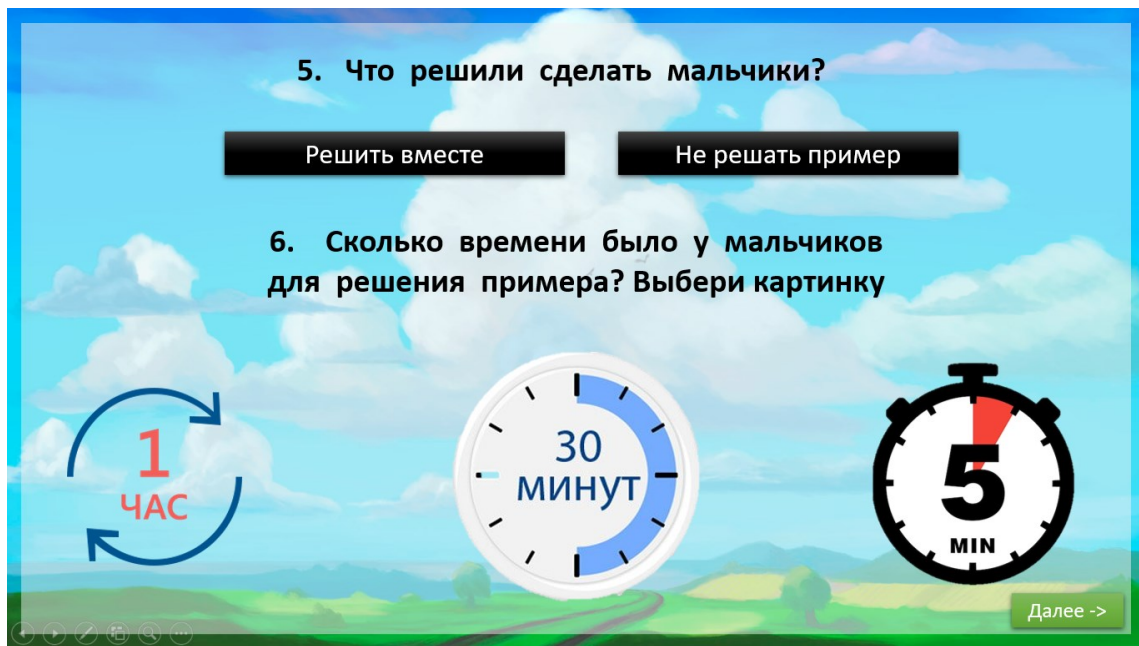 5. Что решили сделать мальчики?
Решить вместе
Не решать пример
6. Сколько времени было у мальчиков
для решения примера? Выбери картинку
1
ЧАС
30
МИНУТ
5
MIN
Далее ->